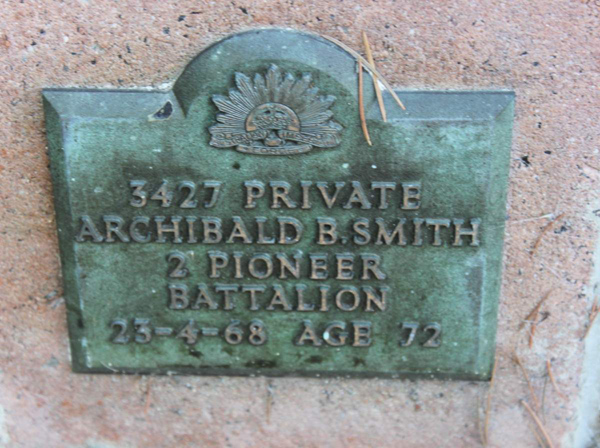 3427 PRIVATE
ARCHIBALD B. SMITH
2 PIONEER
BATTALION
23-4-68 AGE 72